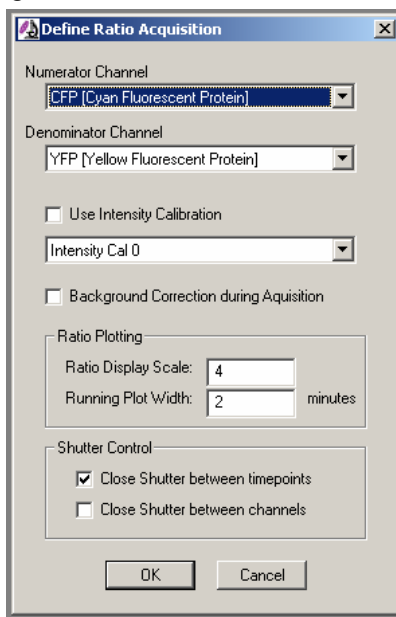 Define Ratio Acquisition
Numerator Channel
CFP [Cyan Fluorescent Protein]
Denominator Channel
YFP [Yellow Fluorescent Protein]
Use Intensity Calibration
Intensity Cal 0
Background Correction during Aquisition
Ratio Plotting
Ratio Display Scale: 4
Running Plot Width: 2 minutes
Shutter Control
Close Shutter between timepoints
Close Shutter between channels
OK Cancel